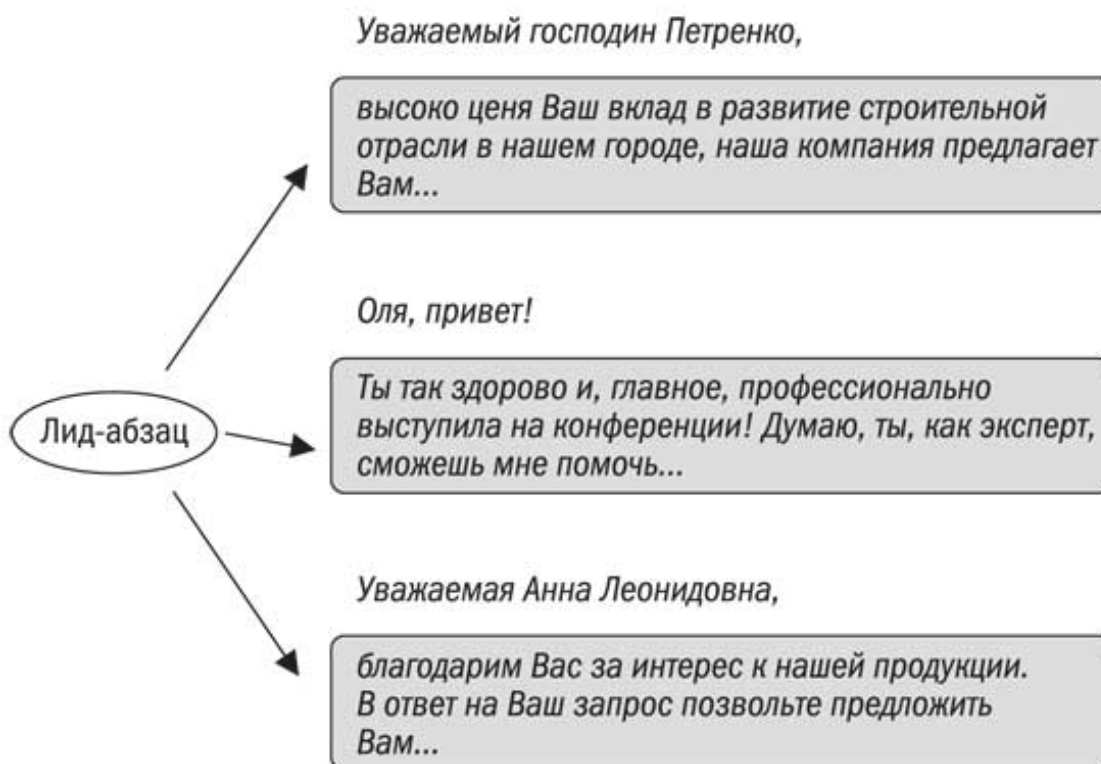 Уважаемый господин Петренко,
высоко ценя Ваш вклад в развитие строительной
отрасли в нашем городе, наша компания предлагает
Вам...
Оля, привет!
Лид-абзац
Ты так здорово и, главное, профессионально
выступила на конференции! Думаю, ты, как эксперт,
сможешь мне помочь...
Уважаемая Анна Леонидовна,
благодарим Вас за интерес к нашей продукции.
В ответ на Ваш запрос позвольте предложить
Вам...